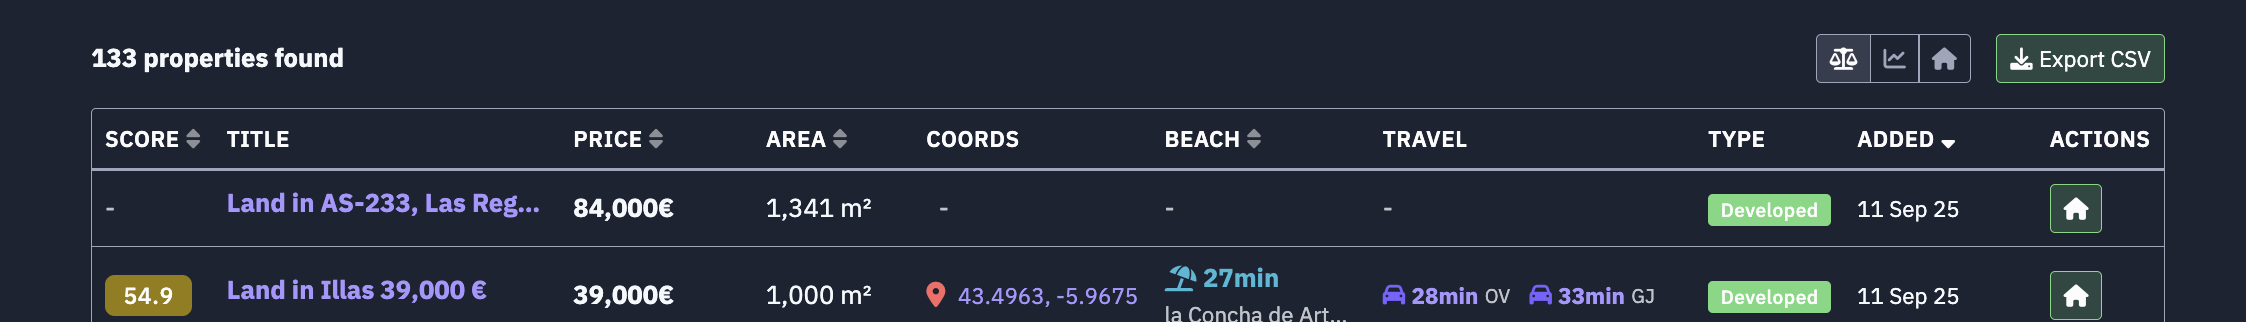 133 properties found
Export CSV
SCORE TITLE PRICE AREA COORDS BEACH TRAVEL TYPE ADDED ACTIONS
- Land in AS-233, Las Reg... 84,000€ 1,341 m² - - - Developed 11 Sep 25
54.9 Land in Illas 39,000 € 39,000€ 1,000 m² 43.4963, -5.9675 27min 28min OV 33min GJ Developed 11 Sep 25
la Concha de Art...